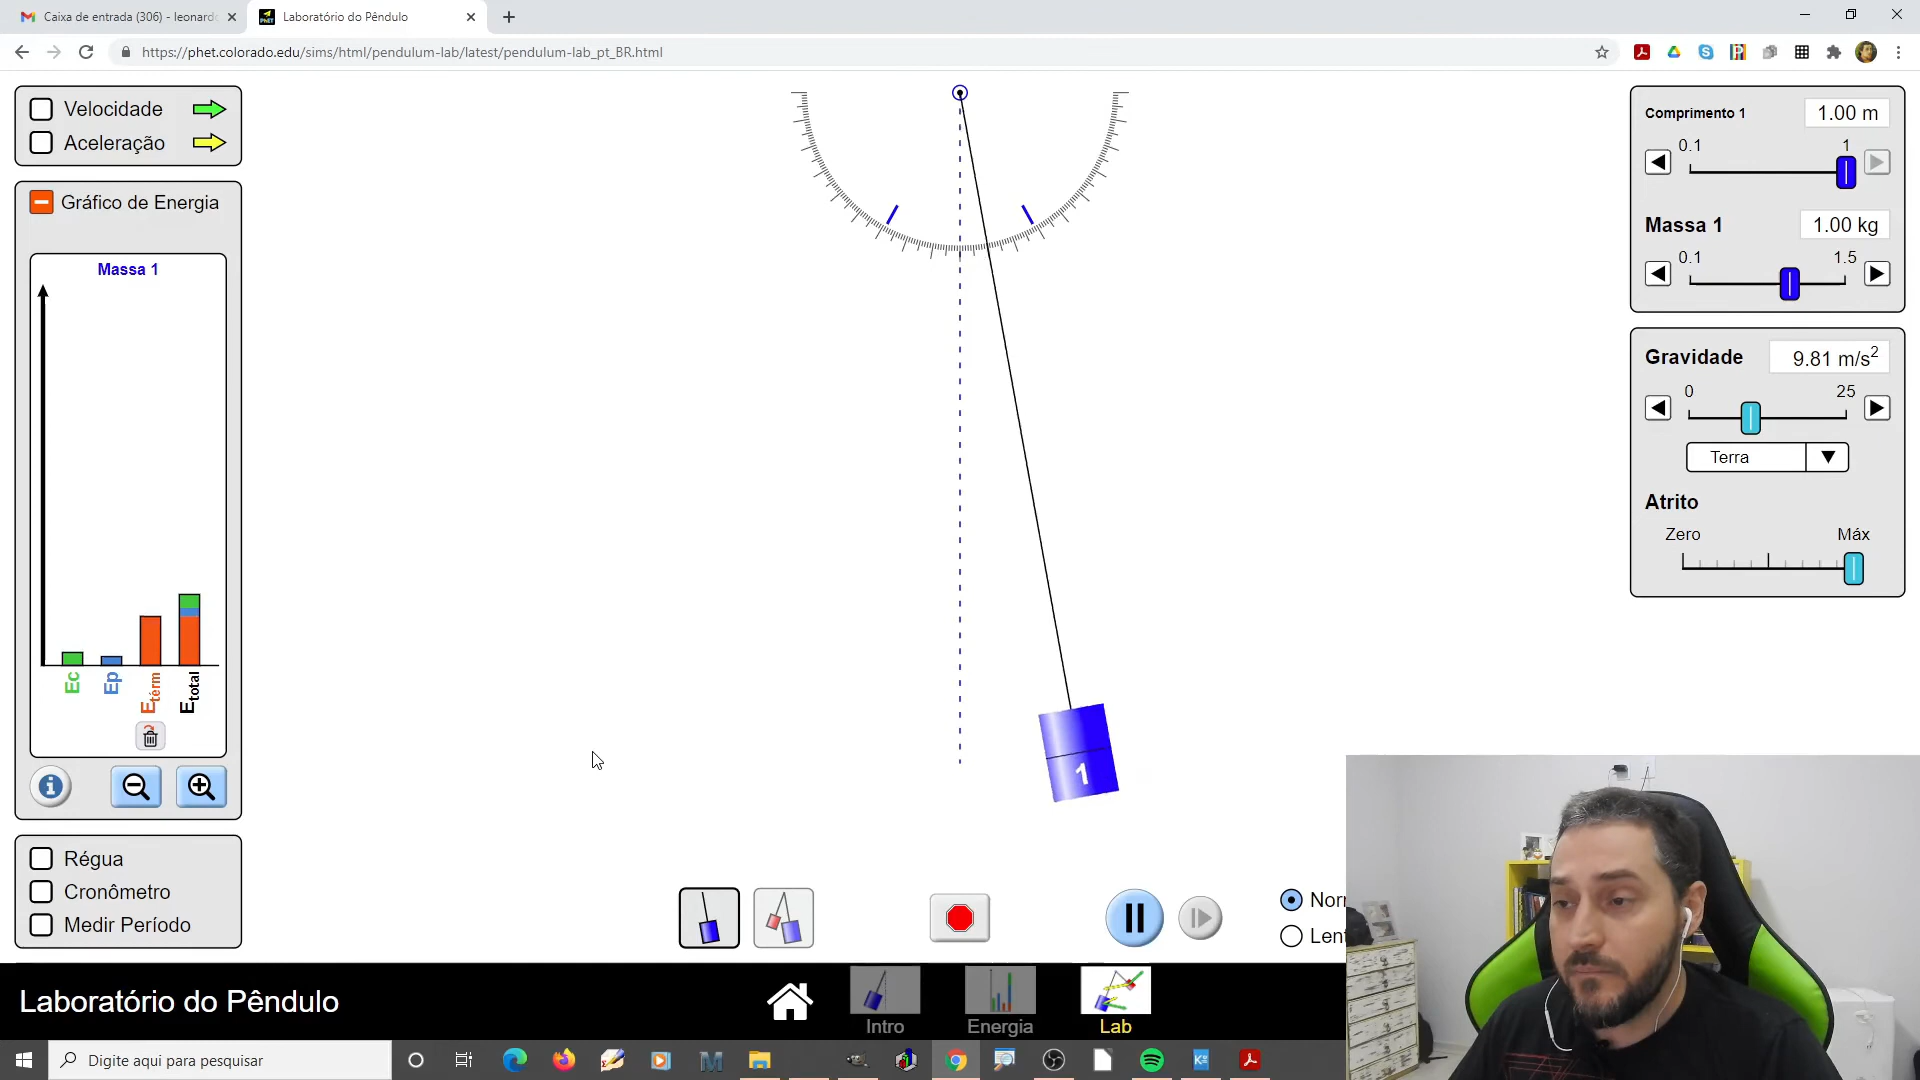 Caixa de entrada (306) - leonard
Laboratório do Pêndulo
https://phet.colorado.edu/sims/html/pendulum-lab/latest/pendulum-lab_pt_BR.html
Velocidade
Aceleração
Gráfico de Energia
Massa 1
Ec
Ep
Etérm
Etotal
Régua
Cronômetro
Medir Período
1
Comprimento 1
1.00 m
0.1
1
Massa 1
1.00 kg
0.1
1.5
Gravidade
9.81 m/s²
0
25
Terra
Atrito
Zero
Máx
Laboratório do Pêndulo
Intro
Energia
Lab
Digite aqui para pesquisar